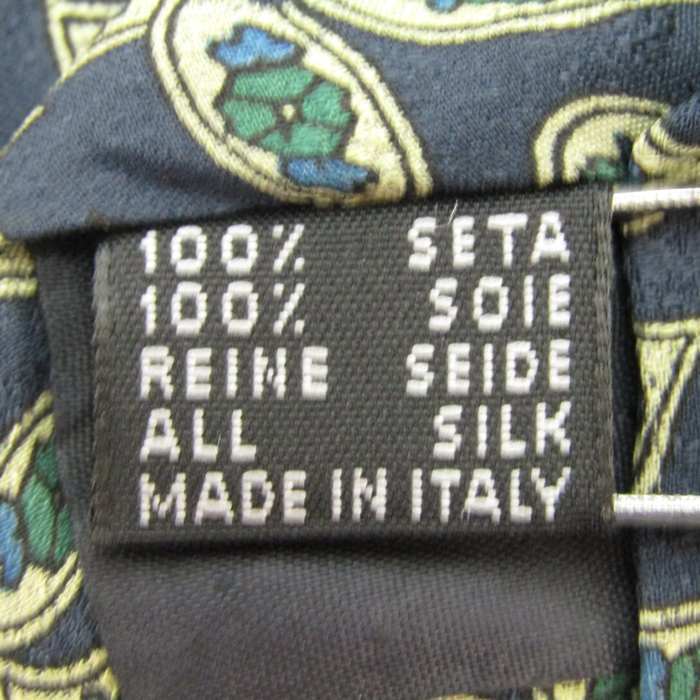 100% SETA
100% SOIE
REINE SEIDE
ALL SILK
MADE IN ITALY